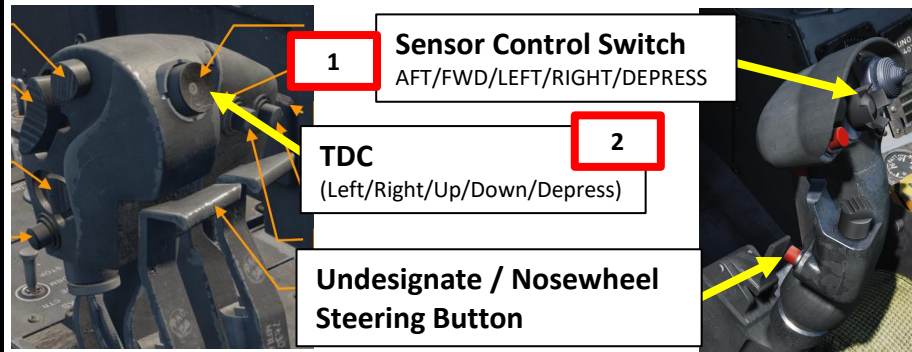 1
Sensor Control Switch
AFT/FWD/LEFT/RIGHT/DEPRESS
2
TDC
(Left/Right/Up/Down/Depress)
Undesignate / Nosewheel
Steering Button